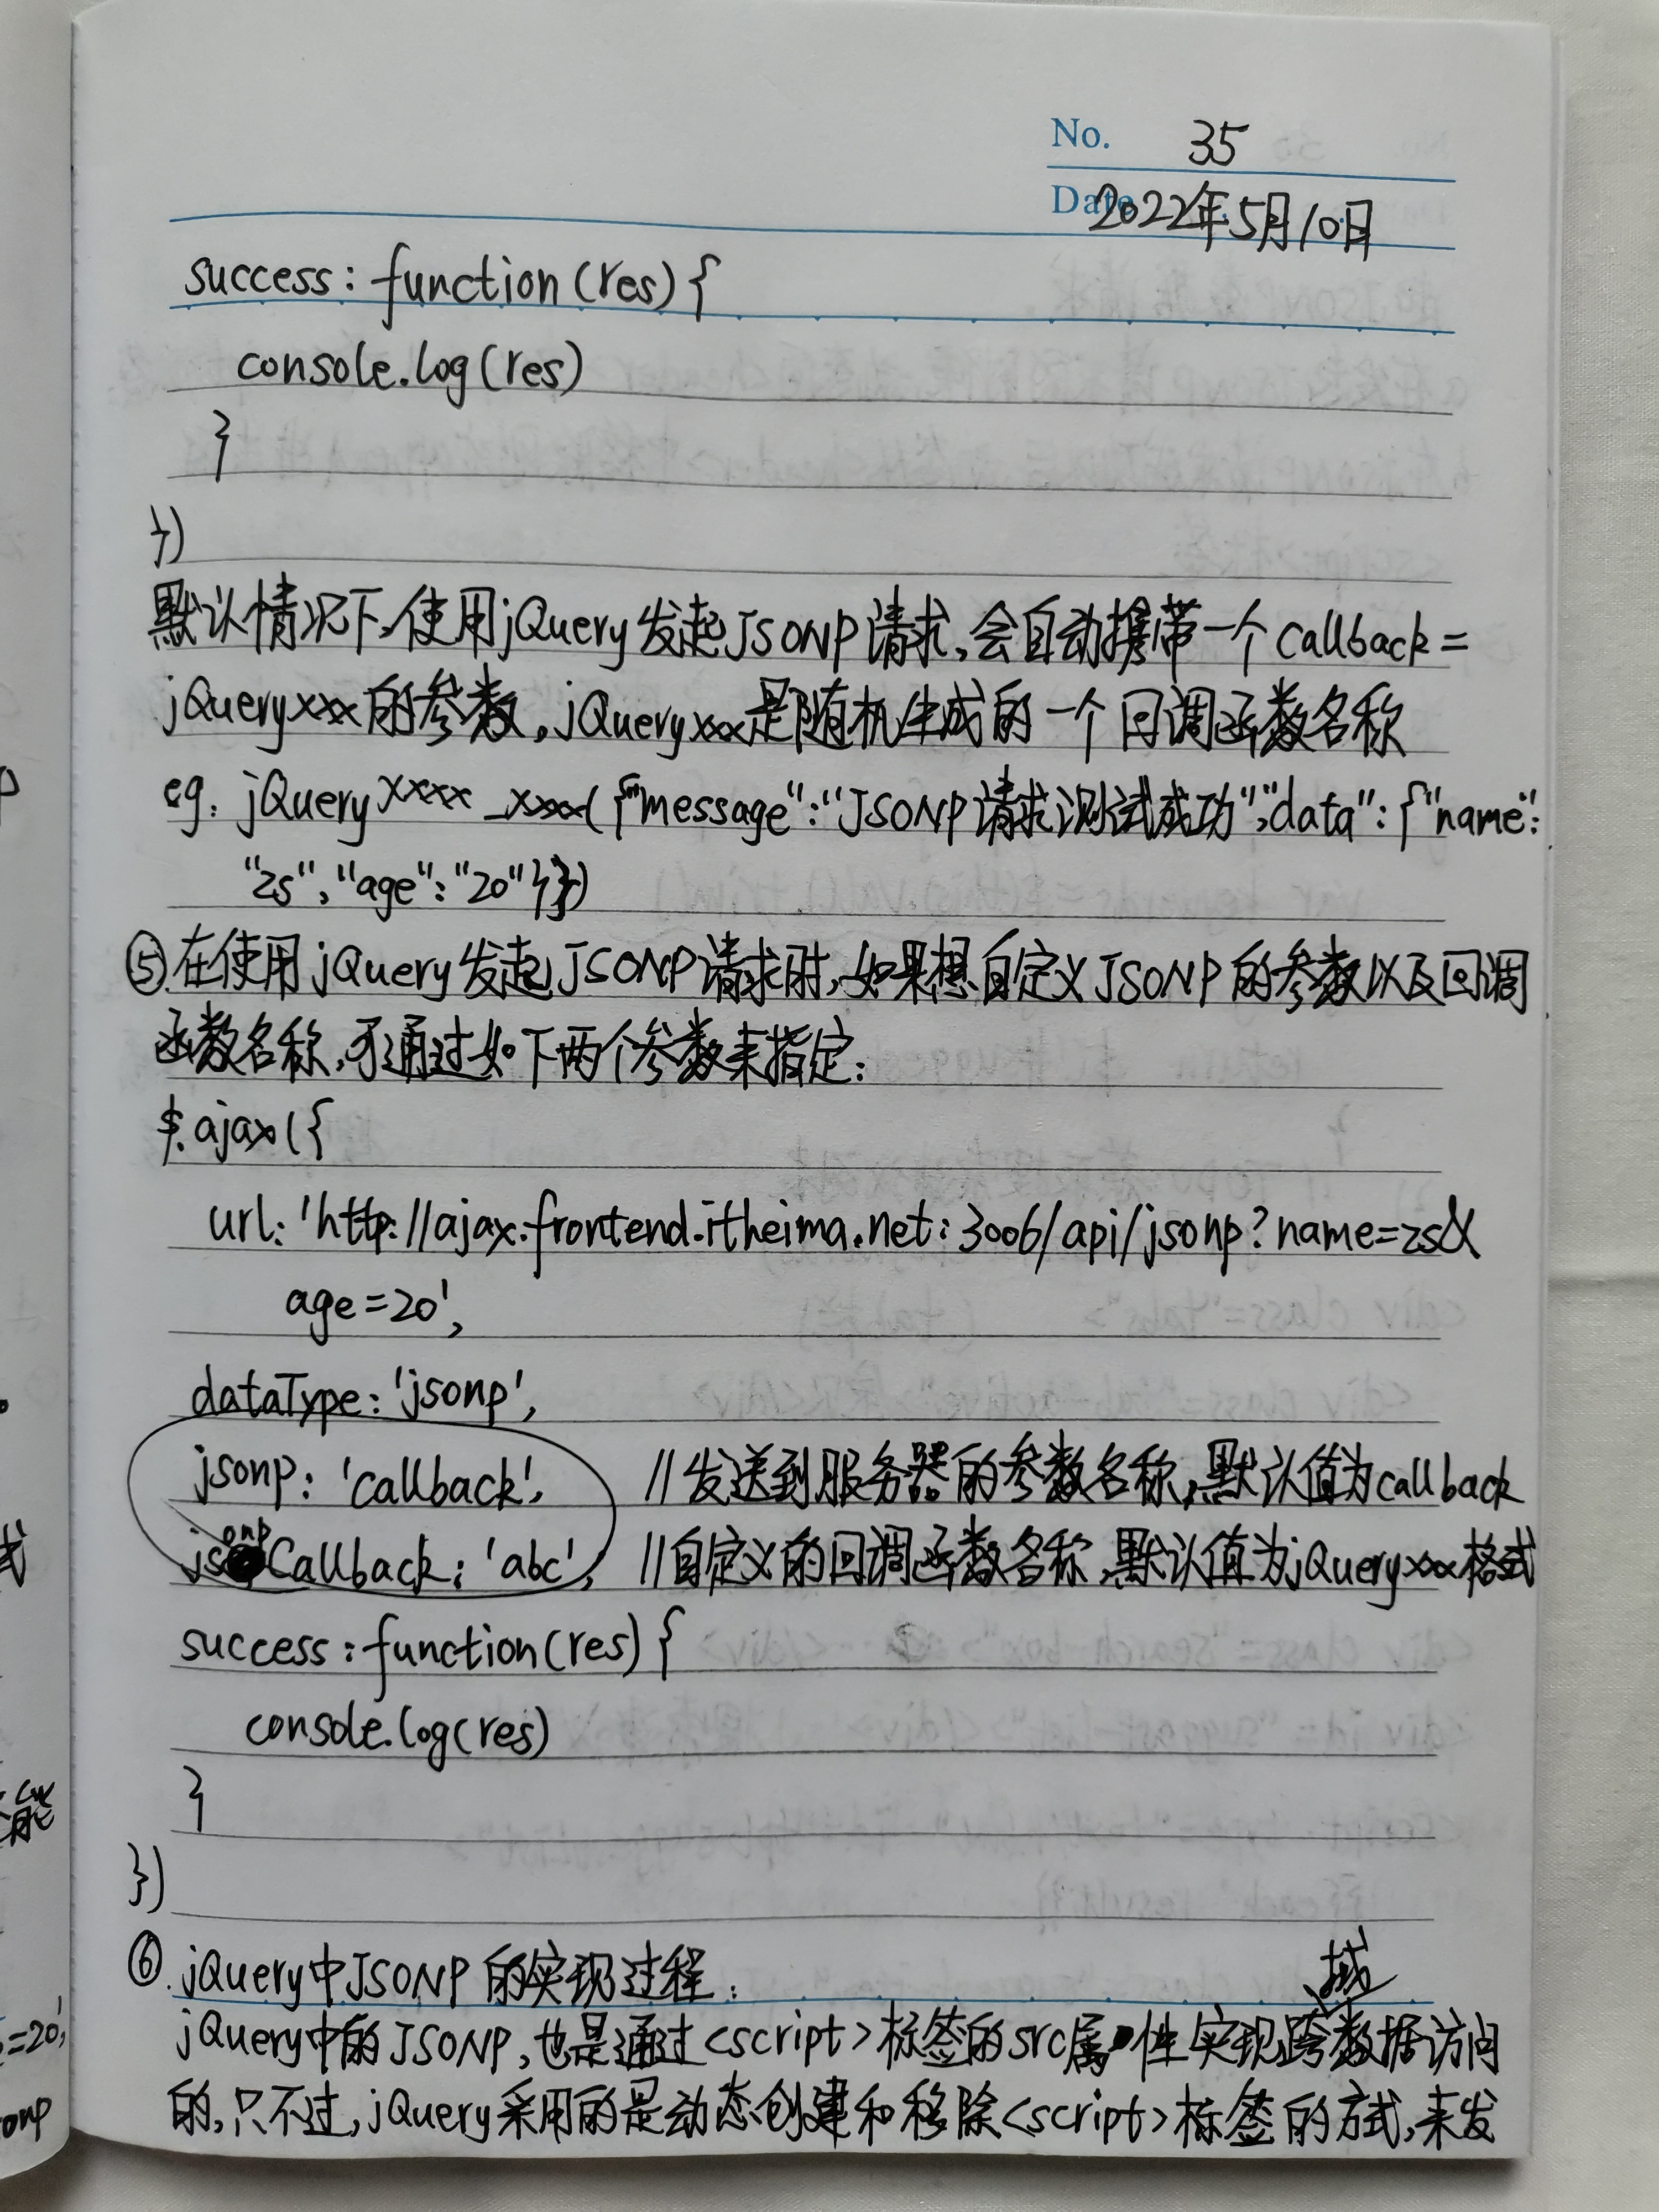 No. 35
Date 2022年5月10日
success: function(res){
console.log(res)
}
})
默认情况下,使用jQuery发起JSONP请求,会自动携带一个callback=
jQueryxxx的参数,jQueryxxx是随机生成的一个回调函数名称
eg: jQueryxxxx_xxxx({"message":"JSONP请求测试成功","data":{"name":
"zs","age":"20"}})
⑤在使用jQuery发起JSONP请求时,如果想自定义JSONP的参数以及回调
函数名称,可通过如下两个参数来指定:
$.ajax({
url:'http://ajax.frontend.itheima.net:3006/api/jsonp?name=zs&
age=20',
dataType:'jsonp',
jsonp: 'callback', //发送到服务器的参数名称,默认值为callback
jsonpCallback: 'abc', //自定义的回调函数名称,默认值为jQueryxxx格式
success: function(res){
console.log(res)
}
})
⑥.jQuery中JSONP的实现过程:
jQuery中的JSONP,也是通过<script>标签的src属性实现跨域数据访问
的,只不过,jQuery采用的是动态创建和移除<script>标签的方式,来发
式
能
=20',
onp